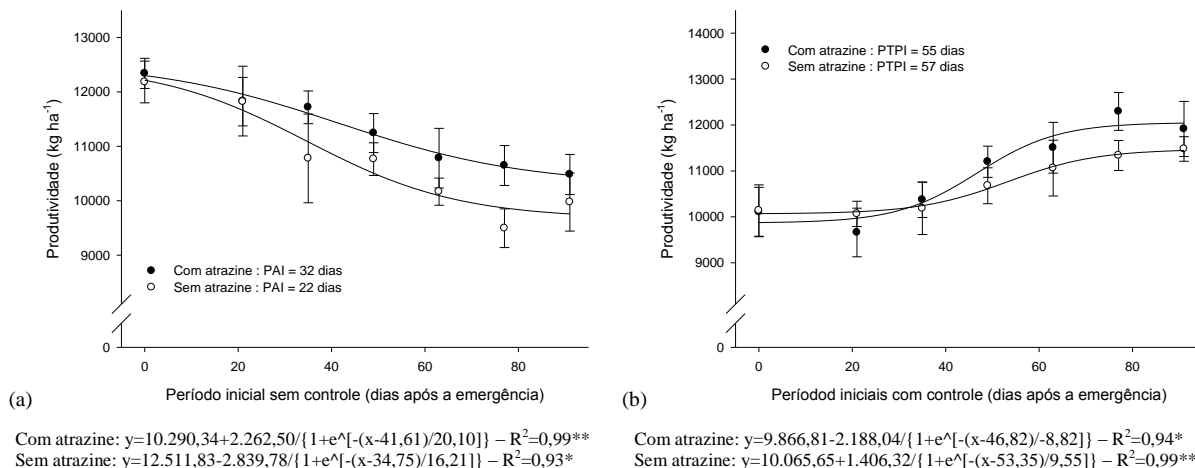 13000
12000
11000
10000
9000
0
Produtividade (kg ha⁻¹)
Com atrazine : PAI = 32 dias
Sem atrazine : PAI = 22 dias
0 20 40 60 80
Período inicial sem controle (dias após a emergência)
(a)
14000
13000
12000
11000
10000
9000
0
Produtividade (kg ha⁻¹)
Com atrazine : PTPI = 55 dias
Sem atrazine : PTPI = 57 dias
0 20 40 60 80
Períodod iniciais com controle (dias após a emergência)
(b)
Com atrazine: y=10.290,34+2.262,50/{1+e^[-(x-41,61)/20,10]} – R²=0,99**
Sem atrazine: y=12.511,83-2.839,78/{1+e^[-(x-34,75)/16,21]} – R²=0,93*
Com atrazine: y=9.866,81-2.188,04/{1+e^[-(x-46,82)/-8,82]} – R²=0,94*
Sem atrazine: y=10.065,65+1.406,32/{1+e^[-(x-53,35)/9,55]} – R²=0,99**